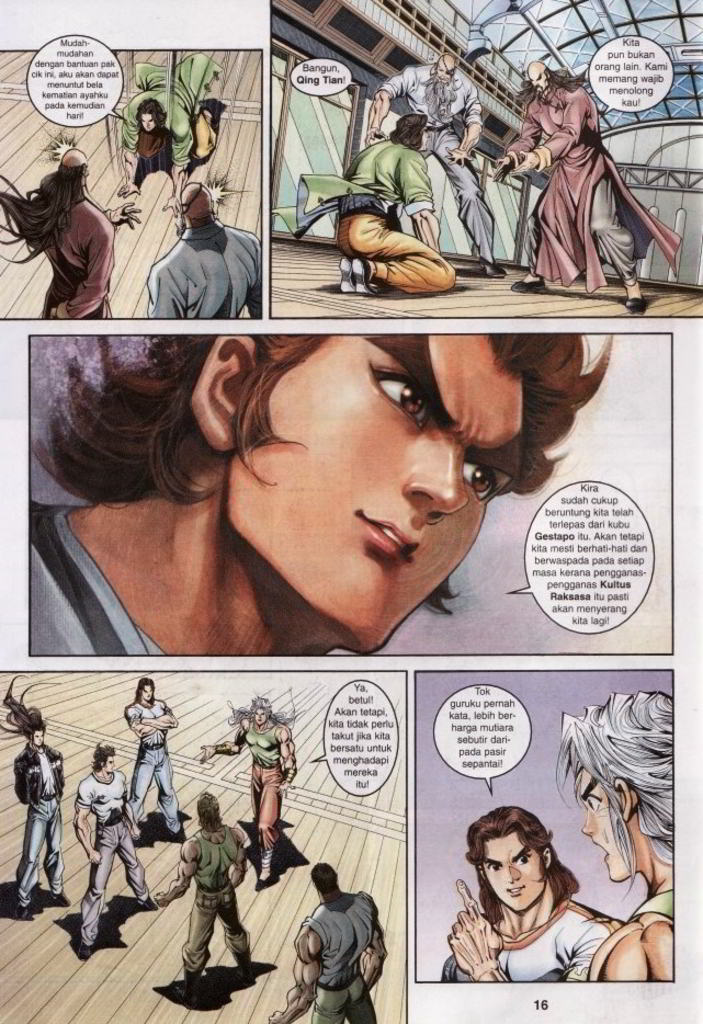 Mudah-
mudahan
dengan bantuan pak
cik ini, aku akan dapat
menuntut bela
kematian ayahku
pada kemudian
hari!
Bangun,
Qing Tian!
Kita
pun bukan
orang lain. Kami
memang wajib
menolong
kau!
Kira
sudah cukup
beruntung kita telah
terlepas dari kubu
Gestapo itu. Akan tetapi
kita mesti berhati-hati dan
berwaspada pada setiap
masa kerana pengganas-
pengganas Kultus
Raksasa itu pasti
akan menyerang
kita lagi!
Ya,
betul!
Akan tetapi,
kita tidak perlu
takut jika kita
bersatu untuk
menghadapi
mereka
itu!
Tok
guruku pernah
kata, lebih ber-
harga mutiara
sebutir dari-
pada pasir
sepantai!
16